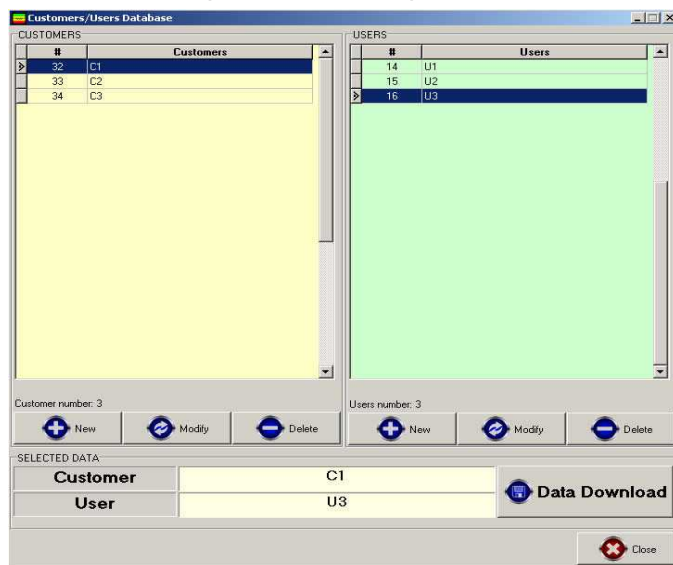 Customers/Users Database
CUSTOMERS
# Customers
32 C1
33 C2
34 C3
Customer number: 3
New Modify Delete
USERS
# Users
14 U1
15 U2
16 U3
Users number: 3
New Modify Delete
SELECTED DATA
Customer C1
User U3
Data Download
Close